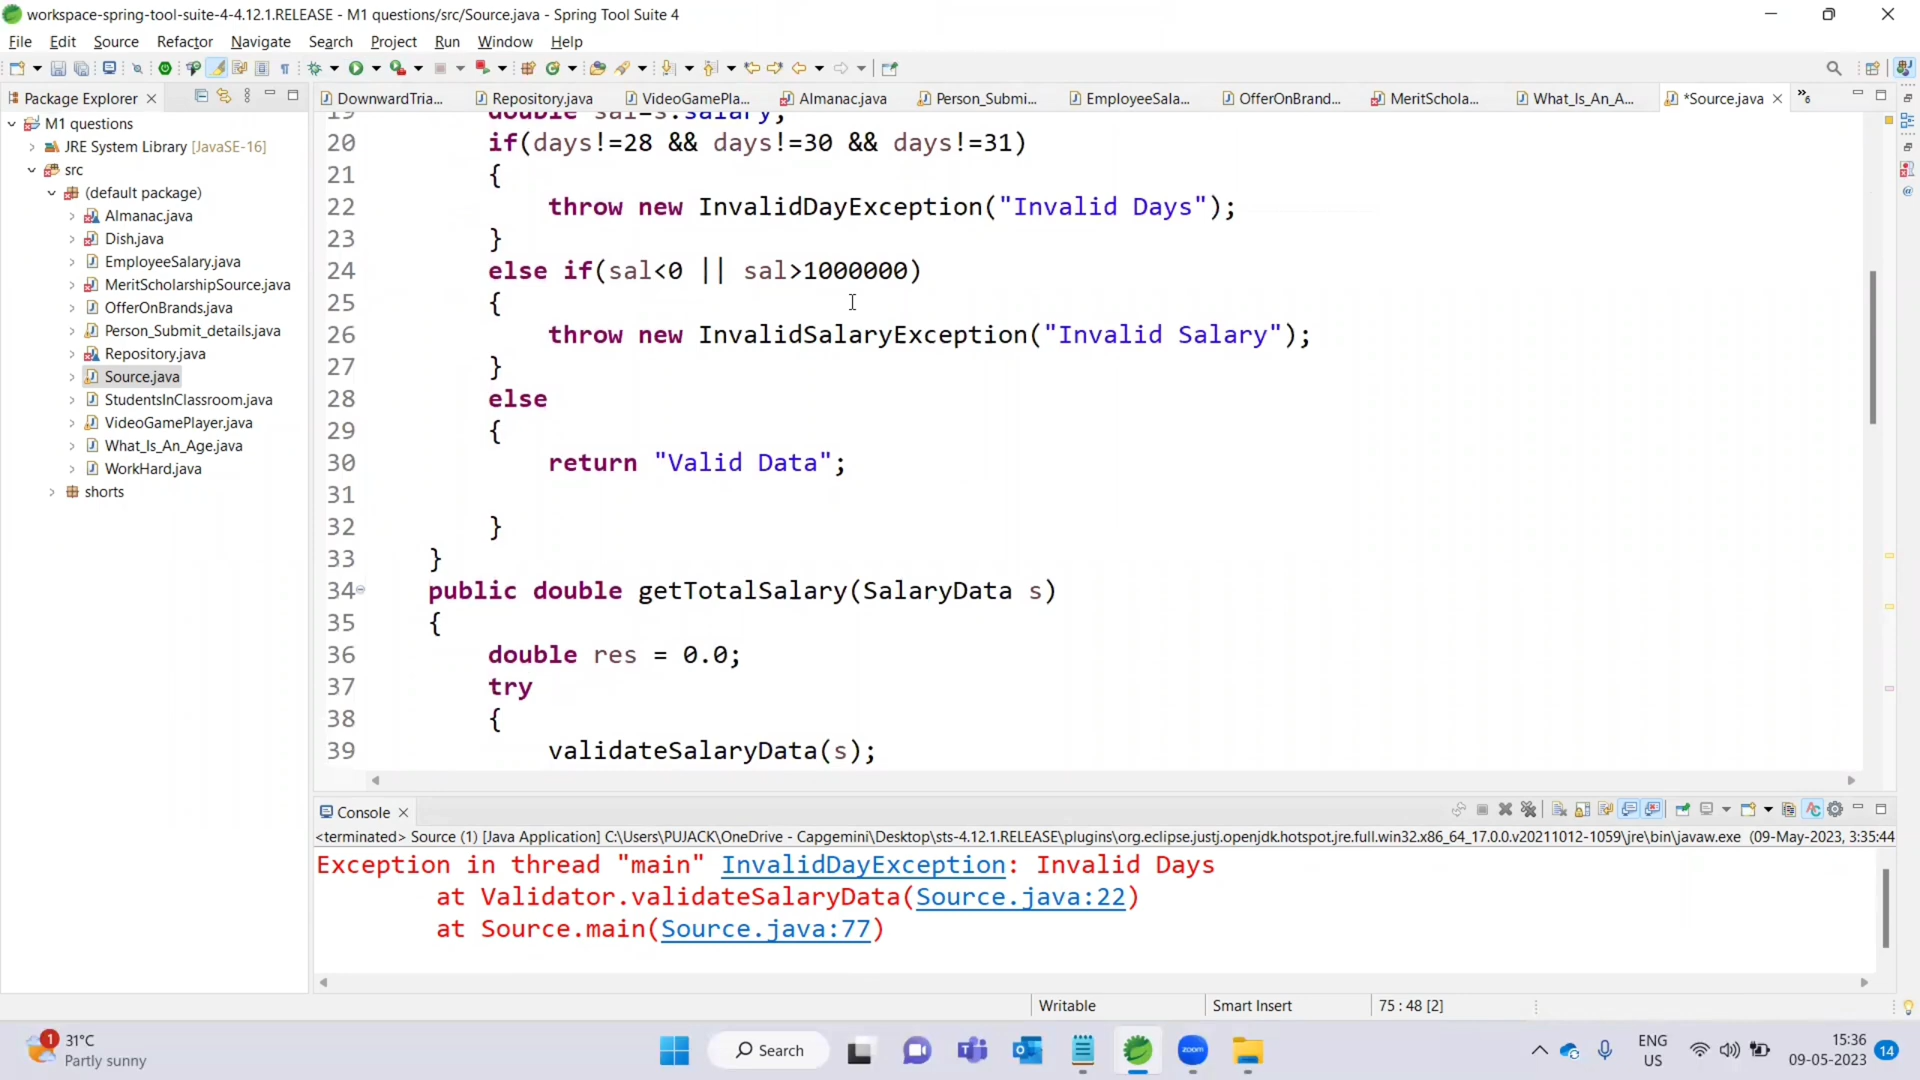 workspace-spring-tool-suite-4-4.12.1.RELEASE - M1 questions/src/Source.java - Spring Tool Suite 4
File Edit Source Refactor Navigate Search Project Run Window Help
Package Explorer
DownwardTria... Repository.java VideoGamePla... Almanac.java Person_Submi... EmployeeSala... OfferOnBrand... MeritSchola... What_Is_An_A... *Source.java »6
M1 questions
JRE System Library [JavaSE-16]
src
(default package)
Almanac.java
Dish.java
EmployeeSalary.java
MeritScholarshipSource.java
OfferOnBrands.java
Person_Submit_details.java
Repository.java
Source.java
StudentsInClassroom.java
VideoGamePlayer.java
What_Is_An_Age.java
WorkHard.java
shorts
19 double sal=s.salary;
20 if(days!=28 && days!=30 && days!=31)
21 {
22 throw new InvalidDayException("Invalid Days");
23 }
24 else if(sal<0 || sal>1000000)
25 {
26 throw new InvalidSalaryException("Invalid Salary");
27 }
28 else
29 {
30 return "Valid Data";
31
32 }
33 }
34 public double getTotalSalary(SalaryData s)
35 {
36 double res = 0.0;
37 try
38 {
39 validateSalaryData(s);
Console
<terminated> Source (1) [Java Application] C:\Users\PUJACK\OneDrive - Capgemini\Desktop\sts-4.12.1.RELEASE\plugins\org.eclipse.justj.openjdk.hotspot.jre.full.win32.x86_64_17.0.0.v20211012-1059\jre\bin\javaw.exe (09-May-2023, 3:35:44
Exception in thread "main" InvalidDayException: Invalid Days
at Validator.validateSalaryData(Source.java:22)
at Source.main(Source.java:77)
Writable Smart Insert 75 : 48 [2]
1
31°C
Partly sunny
Search
zoom
ENG
US
15:36
09-05-2023
14